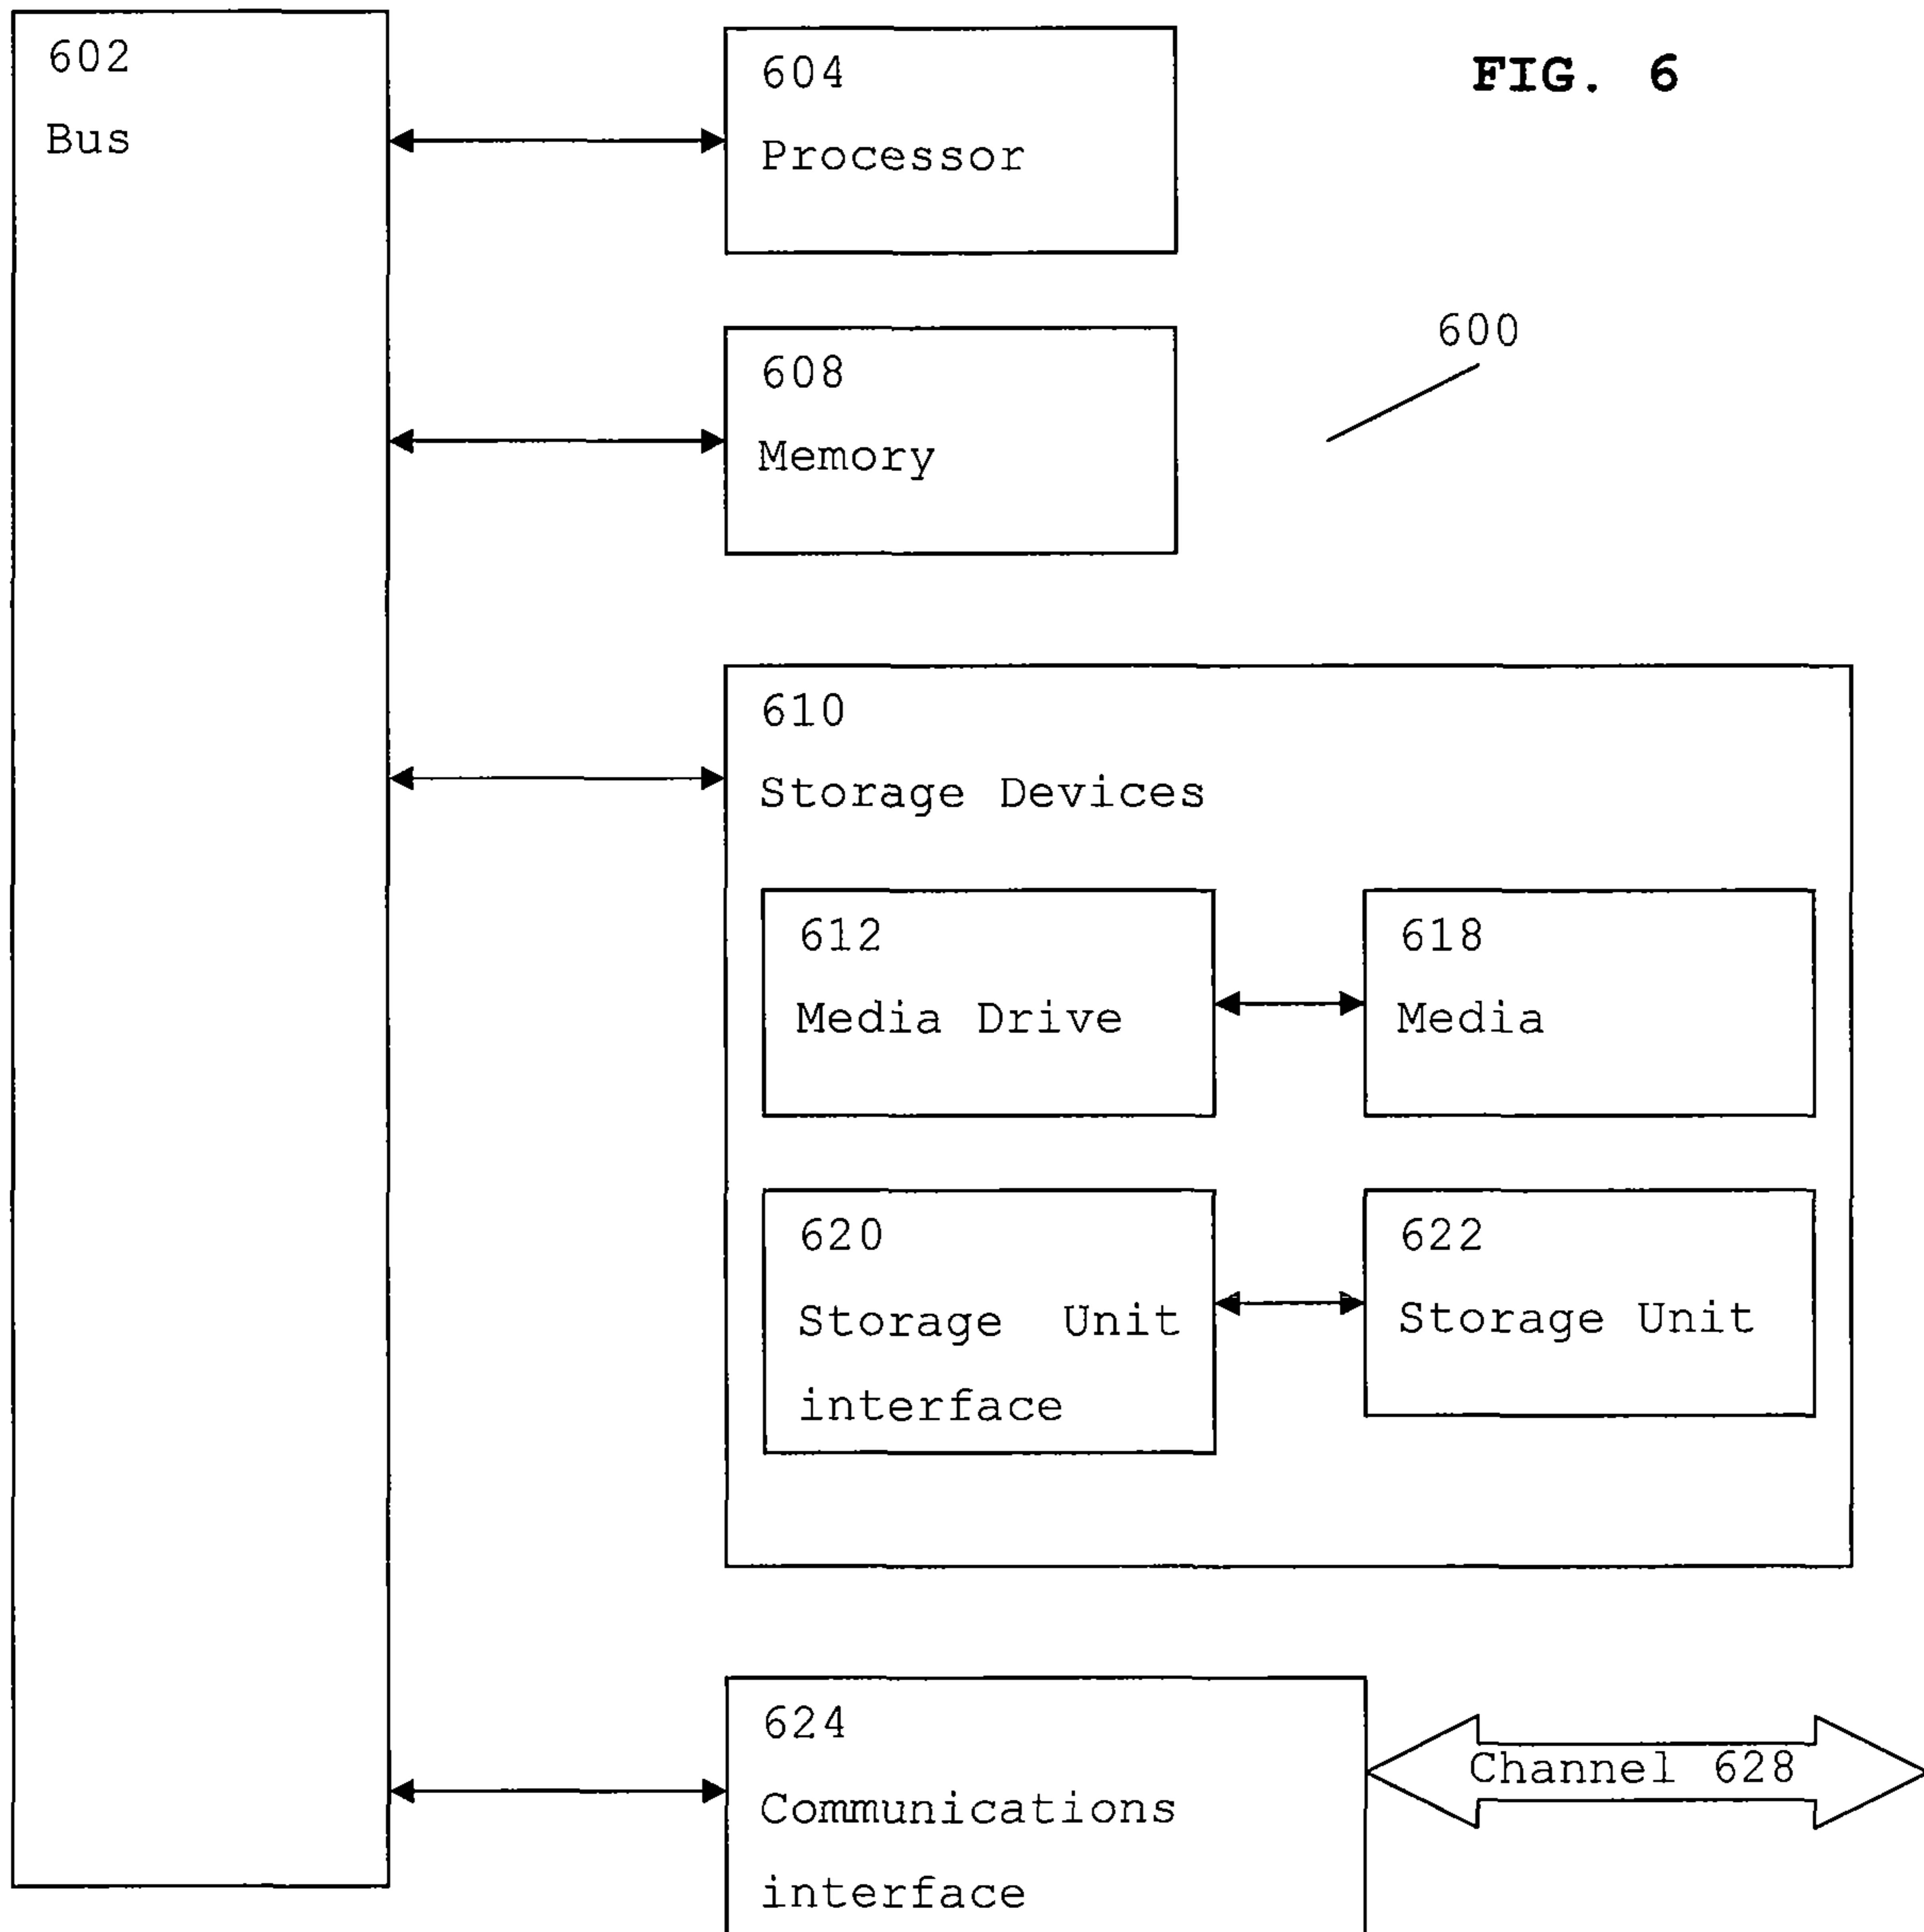 602
Bus
604
Processor
FIG. 6
608
Memory
600
610
Storage Devices
612
Media Drive
618
Media
620
Storage Unit
interface
622
Storage Unit
624
Communications
interface
Channel 628